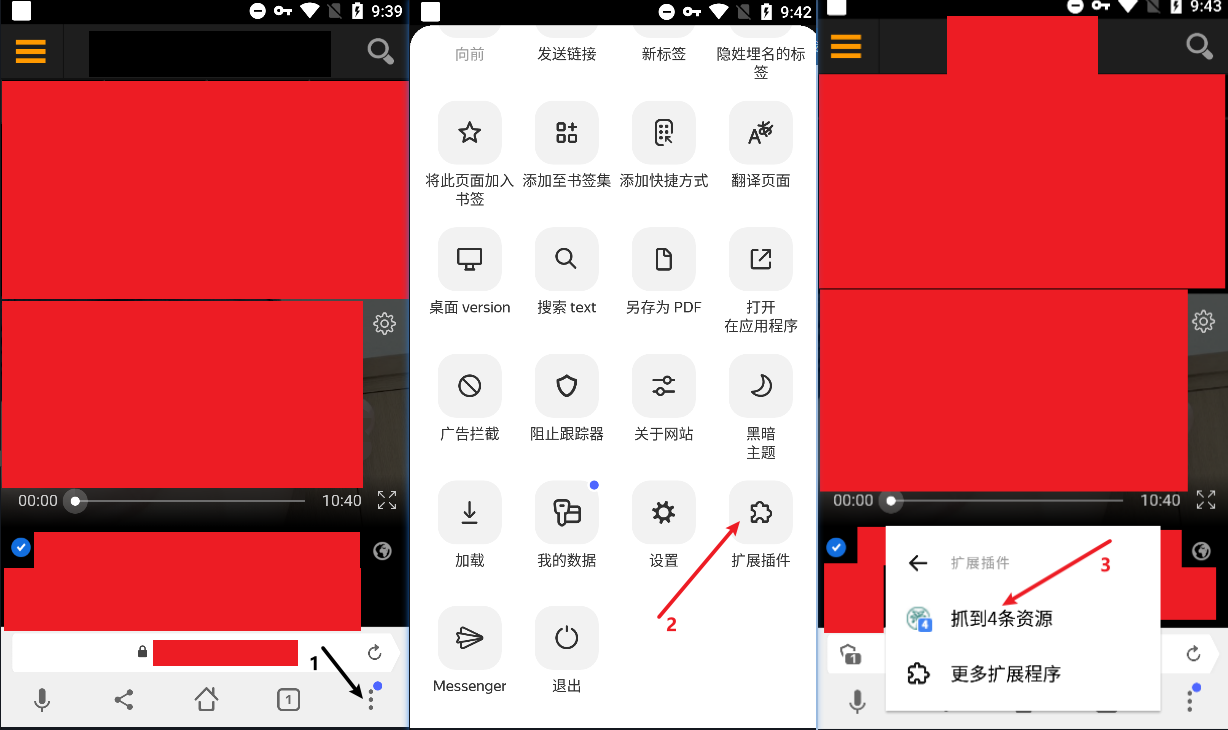 9:39
00:00
10:40
1
1
9:42
向前
发送链接
新标签
隐姓埋名的标
签
将此页面加入
书签
添加至书签集
添加快捷方式
翻译页面
桌面 version
搜索 text
另存为 PDF
打开
在应用程序
广告拦截
阻止跟踪器
关于网站
黑暗
主题
加载
我的数据
设置
扩展插件
2
Messenger
退出
9:43
00:00
10:40
扩展插件
3
4
抓到4条资源
更多扩展程序
1